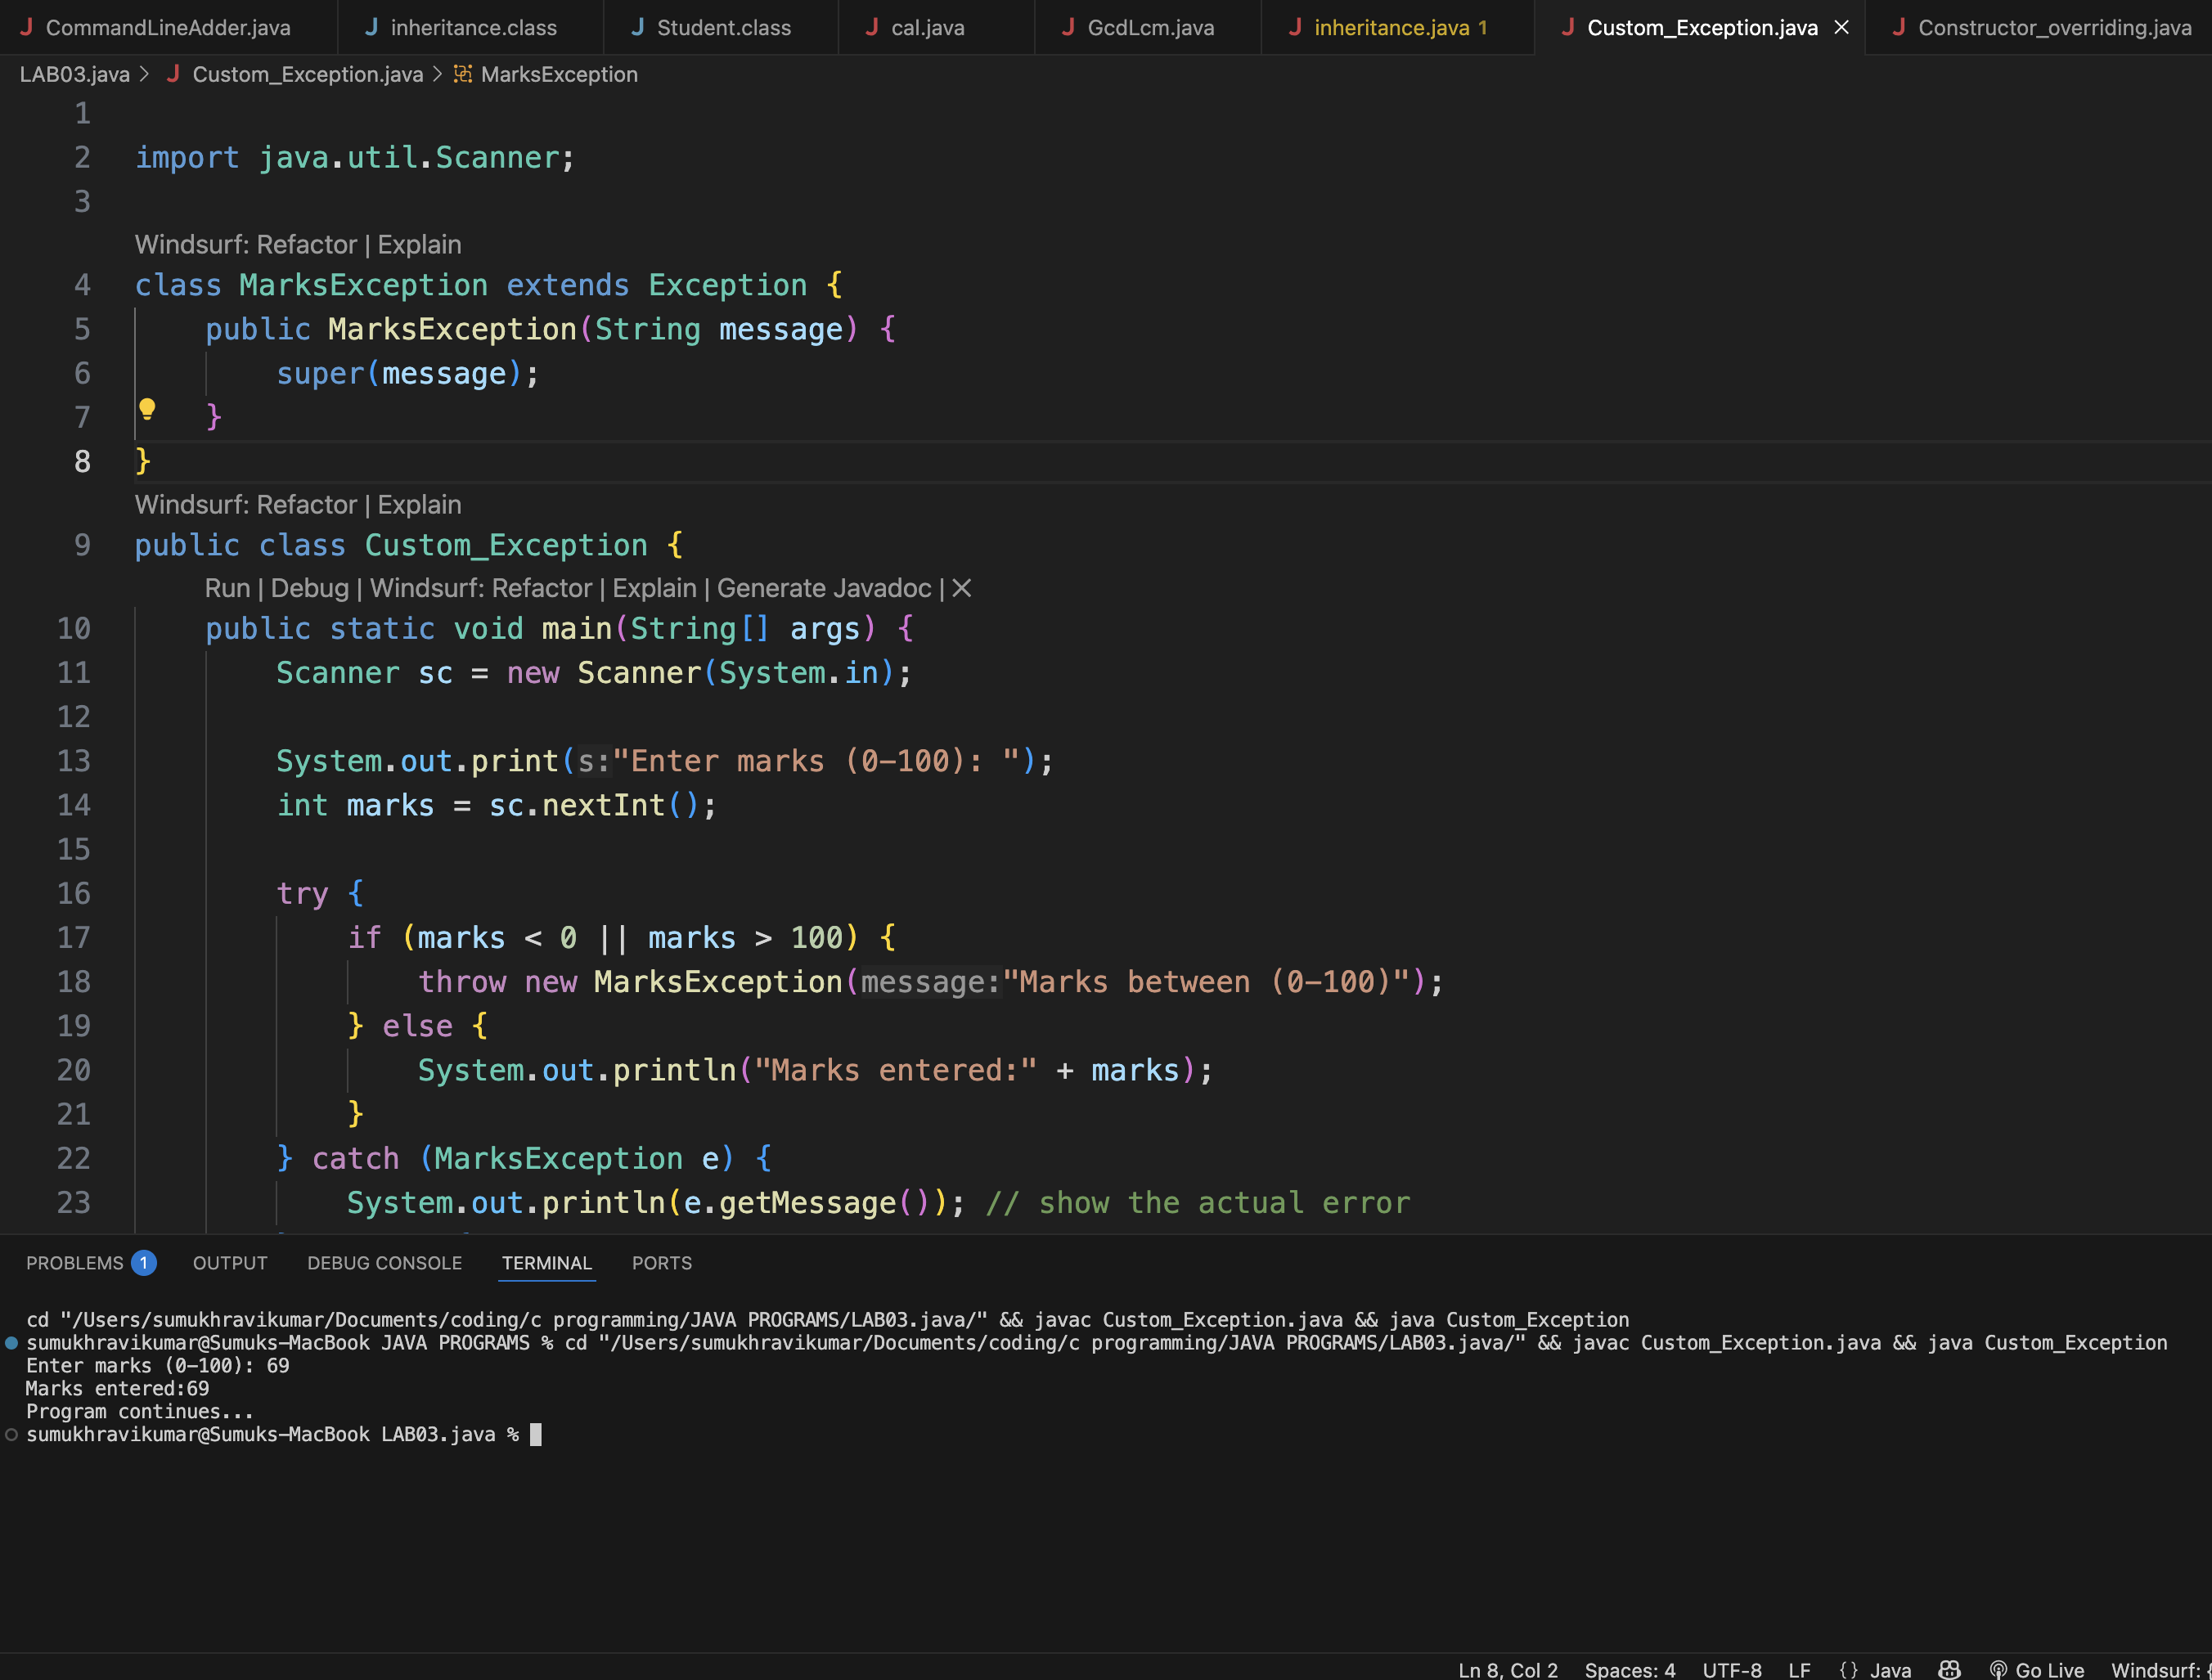 CommandLineAdder.java inheritance.class Student.class cal.java GcdLcm.java inheritance.java 1 Custom_Exception.java Constructor_overriding.java
LAB03.java > Custom_Exception.java > MarksException
1
2 import java.util.Scanner;
3
Windsurf: Refactor | Explain
4 class MarksException extends Exception {
5 public MarksException(String message) {
6 super(message);
7 }
8 }
Windsurf: Refactor | Explain
9 public class Custom_Exception {
Run | Debug | Windsurf: Refactor | Explain | Generate Javadoc | X
10 public static void main(String[] args) {
11 Scanner sc = new Scanner(System.in);
12
13 System.out.print(s:"Enter marks (0-100): ");
14 int marks = sc.nextInt();
15
16 try {
17 if (marks < 0 || marks > 100) {
18 throw new MarksException(message:"Marks between (0-100)");
19 } else {
20 System.out.println("Marks entered:" + marks);
21 }
22 } catch (MarksException e) {
23 System.out.println(e.getMessage()); // show the actual error
PROBLEMS 1 OUTPUT DEBUG CONSOLE TERMINAL PORTS
cd "/Users/sumukhravikumar/Documents/coding/c programming/JAVA PROGRAMS/LAB03.java/" && javac Custom_Exception.java && java Custom_Exception
sumukhravikumar@Sumuks-MacBook JAVA PROGRAMS % cd "/Users/sumukhravikumar/Documents/coding/c programming/JAVA PROGRAMS/LAB03.java/" && javac Custom_Exception.java && java Custom_Exception
Enter marks (0-100): 69
Marks entered:69
Program continues...
sumukhravikumar@Sumuks-MacBook LAB03.java %
Ln 8, Col 2 Spaces: 4 UTF-8 LF {} Java Go Live Windsurf: